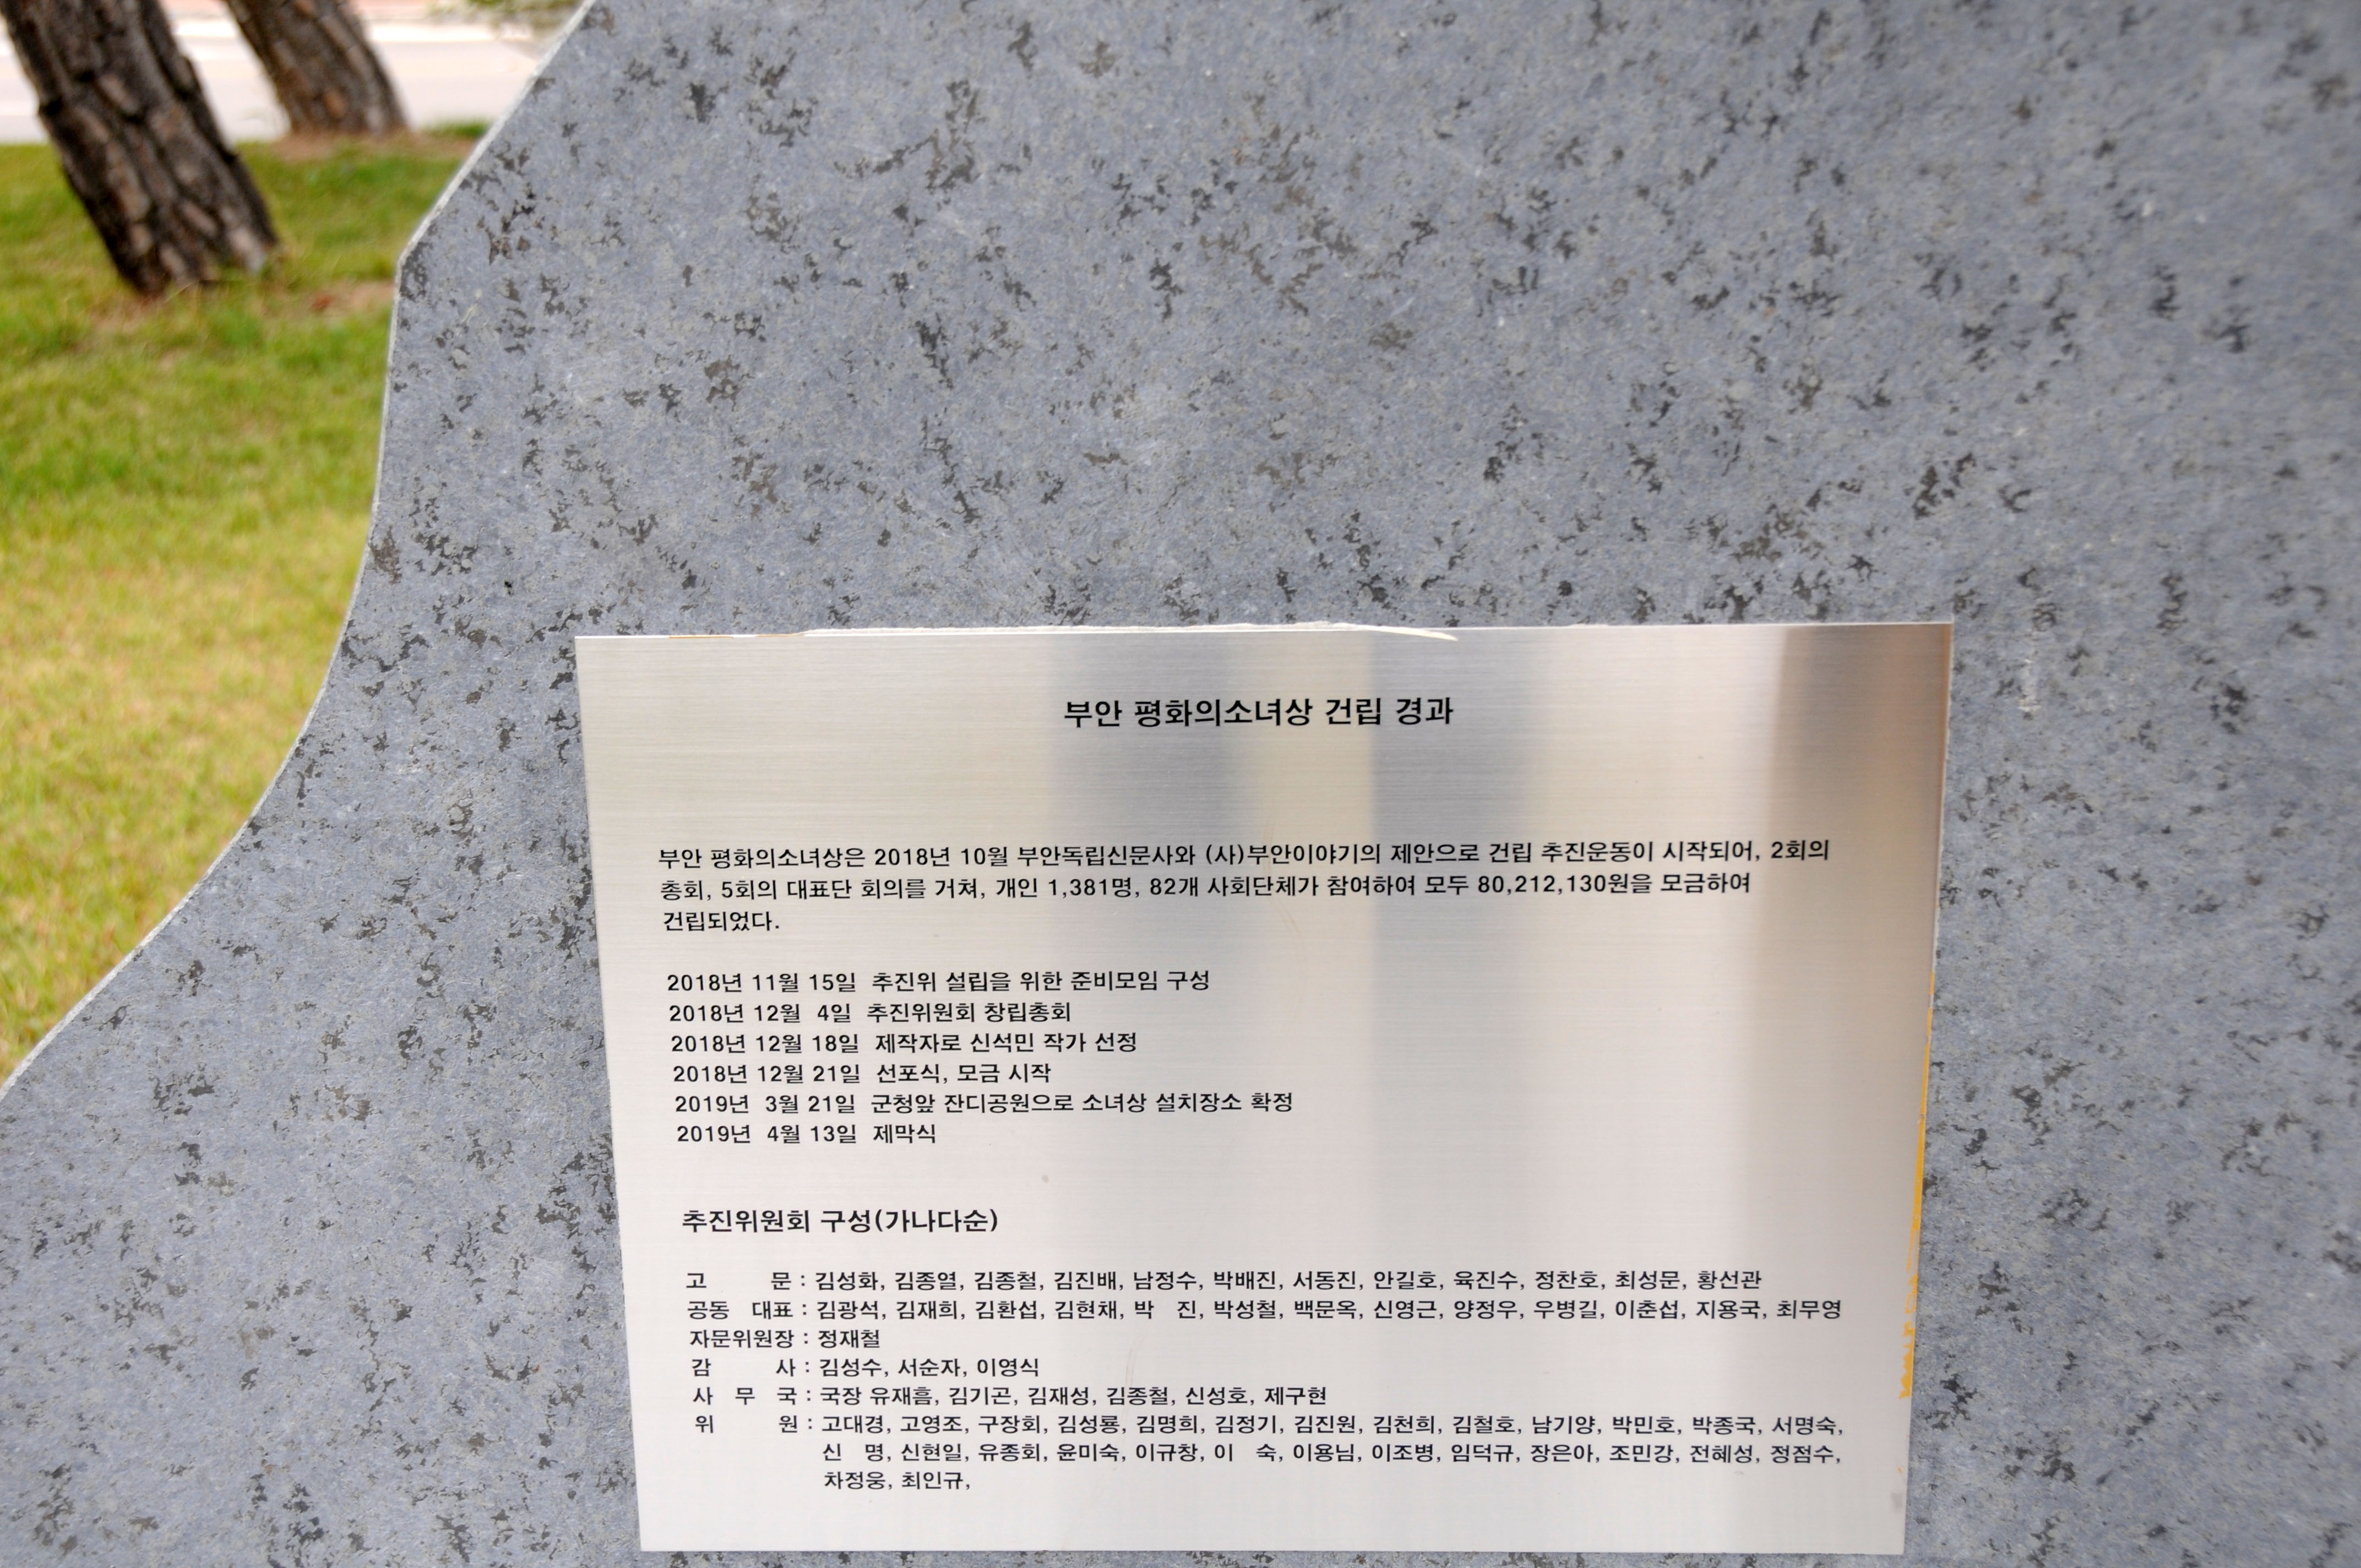 부안 평화의소녀상 건립 경과
부안 평화의소녀상은 2018년 10월 부안독립신문사와 (사)부안이야기의 제안으로 건립 추진운동이 시작되어, 2회의
총회, 5회의 대표단 회의를 거쳐, 개인 1,381명, 82개 사회단체가 참여하여 모두 80,212,130원을 모금하여
건립되었다.
2018년 11월 15일 추진위 설립을 위한 준비모임 구성
2018년 12월 4일 추진위원회 창립총회
2018년 12월 18일 제작자로 신석민 작가 선정
2018년 12월 21일 선포식, 모금 시작
2019년 3월 21일 군청앞 잔디공원으로 소녀상 설치장소 확정
2019년 4월 13일 제막식
추진위원회 구성(가나다순)
고 문 : 김성화, 김종열, 김종철, 김진배, 남정수, 박배진, 서동진, 안길호, 육진수, 정찬호, 최성문, 황선관
공동 대표 : 김광석, 김재희, 김환섭, 김현채, 박 진, 박성철, 백문옥, 신영근, 양정우, 우병길, 이춘섭, 지용국, 최무영
자문위원장 : 정재철
감 사 : 김성수, 서순자, 이영식
사 무 국 : 국장 유재흠, 김기곤, 김재성, 김종철, 신성호, 제구현
위 원 : 고대경, 고영조, 구장회, 김성룡, 김명희, 김정기, 김진원, 김천희, 김철호, 남기양, 박민호, 박종국, 서명숙,
신 명, 신현일, 유종회, 윤미숙, 이규창, 이 숙, 이용님, 이조병, 임덕규, 장은아, 조민강, 전혜성, 정점수,
차정웅, 최인규,